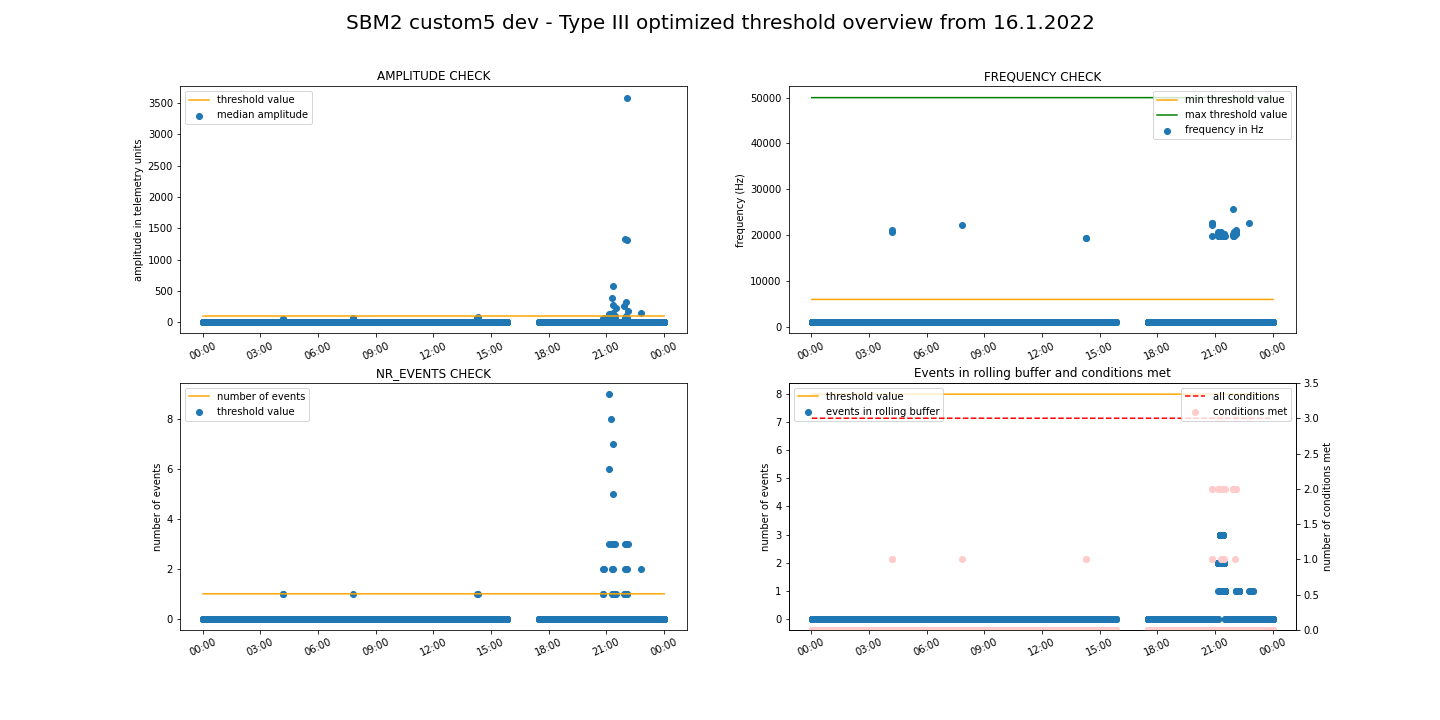 SBM2 custom5 dev - Type III optimized threshold overview from 16.1.2022
AMPLITUDE CHECK
threshold value
median amplitude
amplitude in telemetry units
3500
3000
2500
2000
1500
1000
500
0
00:00 03:00 06:00 09:00 12:00 15:00 18:00 21:00 00:00
FREQUENCY CHECK
min threshold value
max threshold value
frequency in Hz
frequency (Hz)
50000
40000
30000
20000
10000
0
00:00 03:00 06:00 09:00 12:00 15:00 18:00 21:00 00:00
NR_EVENTS CHECK
number of events
threshold value
number of events
8
6
4
2
0
00:00 03:00 06:00 09:00 12:00 15:00 18:00 21:00 00:00
Events in rolling buffer and conditions met
threshold value
events in rolling buffer
all conditions
conditions met
number of events
8
7
6
5
4
3
2
1
0
00:00 03:00 06:00 09:00 12:00 15:00 18:00 21:00 00:00
3.5
3.0
2.5
2.0
1.5
1.0
0.5
0.0
number of conditions met